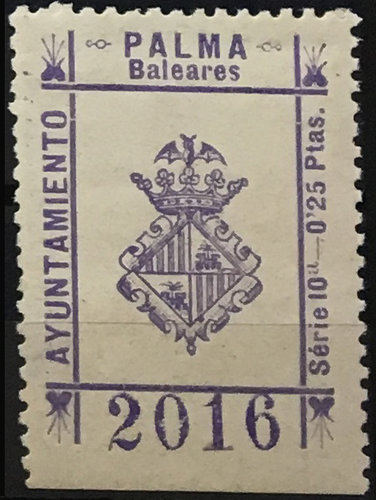 PALMA
Baleares
AYUNTAMIENTO
Série 10ª—0'25 Ptas.
2016